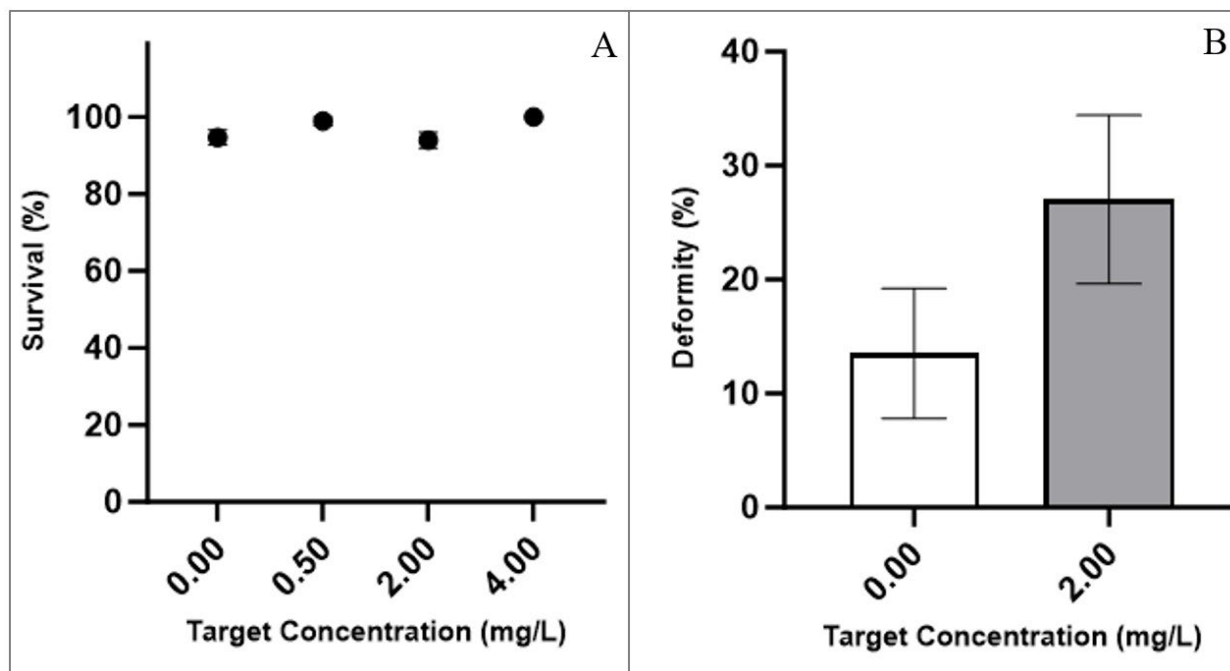 A
Survival (%)
100
80
60
40
20
0
0.00
0.50
2.00
4.00
Target Concentration (mg/L)
B
Deformity (%)
40
30
20
10
0
0.00
2.00
Target Concentration (mg/L)